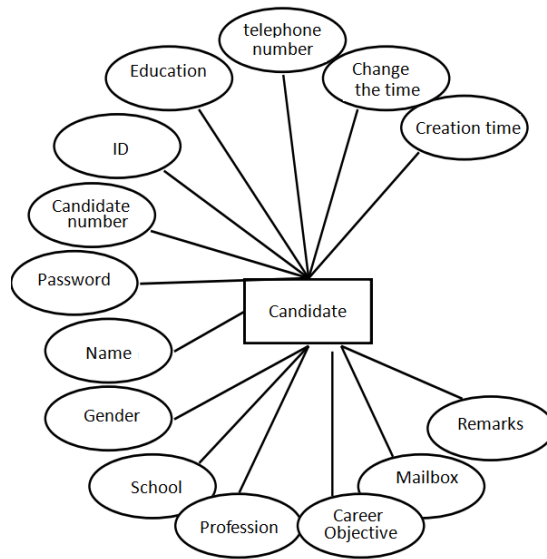 telephone
number
Education
Change
the time
Creation time
ID
Candidate
number
Password
Candidate
Name
Gender
Remarks
School
Mailbox
Profession
Career
Objective